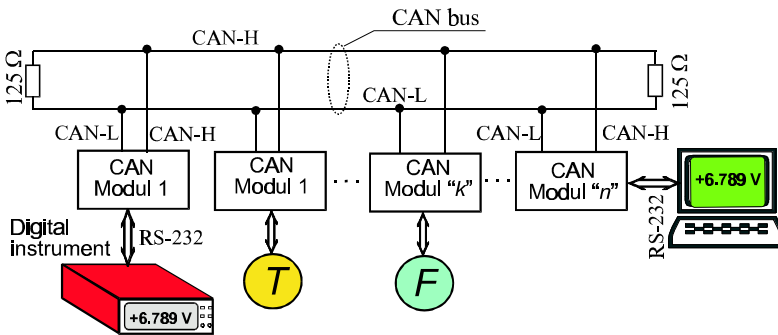 CAN bus
CAN-H
125 Ω
125 Ω
CAN-L
CAN-L
CAN-H
CAN-L
CAN-H
CAN
Modul 1
CAN
Modul 1
...
CAN
Modul "k"
...
CAN
Modul "n"
+6.789 V
Digital
instrument
RS-232
RS-232
T
F
+6.789 V